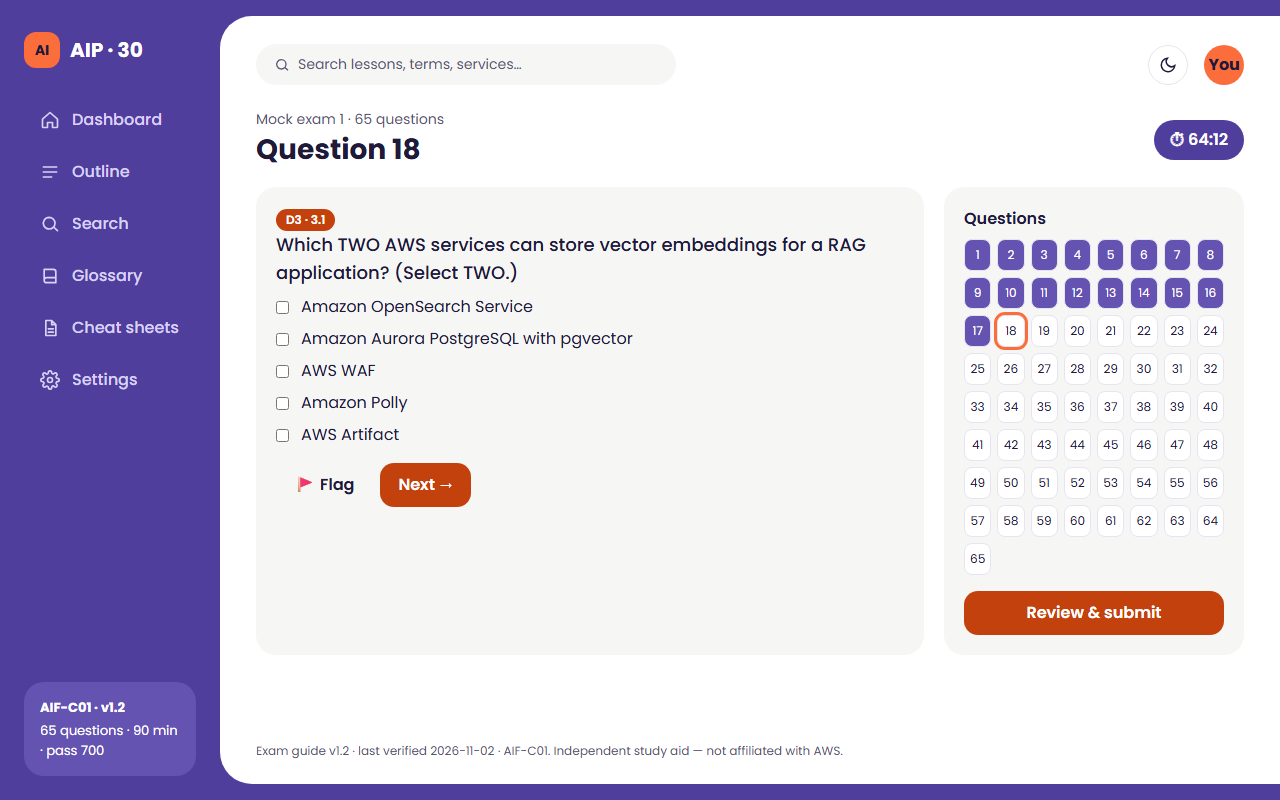 AI AIP · 30
Dashboard
Outline
Search
Glossary
Cheat sheets
Settings
AIF-C01 · v1.2
65 questions · 90 min
· pass 700
Search lessons, terms, services...
You
Mock exam 1 · 65 questions
Question 18
⏱ 64:12
D3 · 3.1
Which TWO AWS services can store vector embeddings for a RAG
application? (Select TWO.)
Amazon OpenSearch Service
Amazon Aurora PostgreSQL with pgvector
AWS WAF
Amazon Polly
AWS Artifact
🚩 Flag
Next →
Questions
1 2 3 4 5 6 7 8
9 10 11 12 13 14 15 16
17 18 19 20 21 22 23 24
25 26 27 28 29 30 31 32
33 34 35 36 37 38 39 40
41 42 43 44 45 46 47 48
49 50 51 52 53 54 55 56
57 58 59 60 61 62 63 64
65
Review & submit
Exam guide v1.2 · last verified 2026-11-02 · AIF-C01. Independent study aid — not affiliated with AWS.